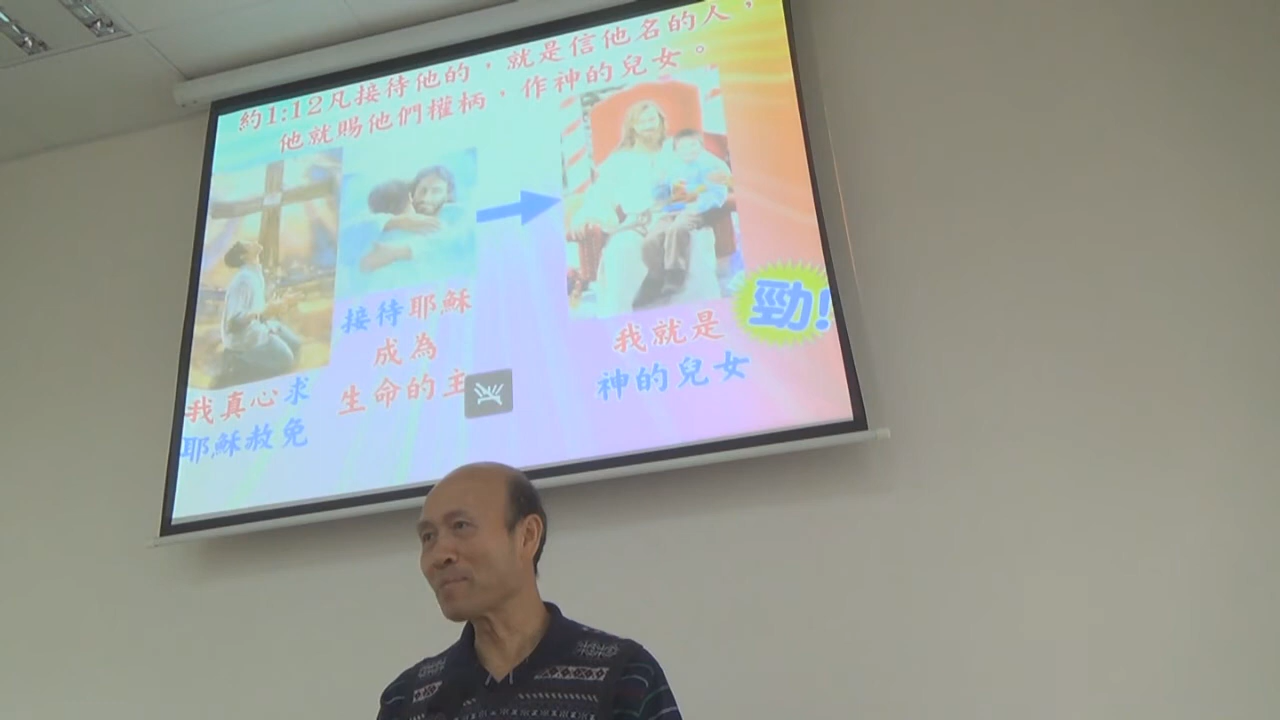 約1:12凡接待他的，就是信他名的人，
他就賜他們權柄，作神的兒女。
我真心求
耶穌赦免
接待耶穌
成為
生命的主
我就是
神的兒女
勁!